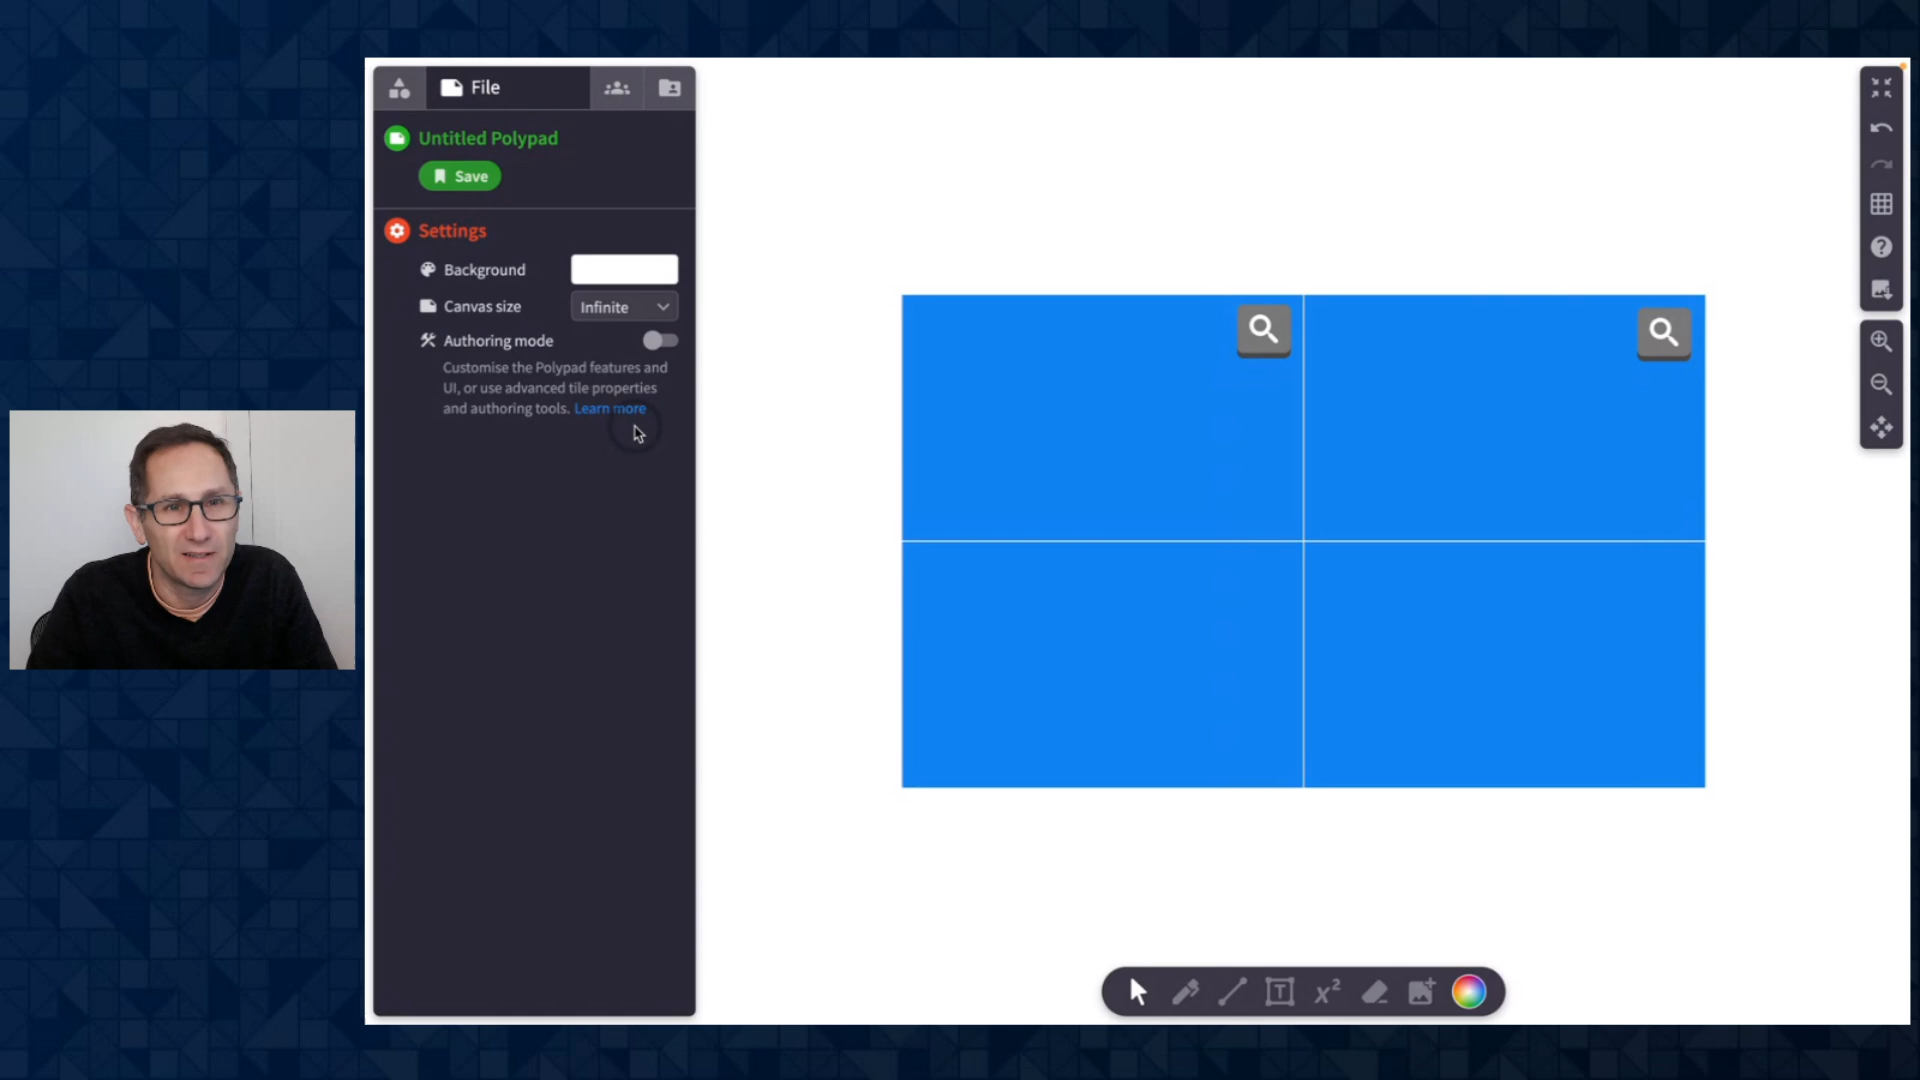 File
Untitled Polypad
Save
Settings
Background
Canvas size
Infinite
Authoring mode
Customise the Polypad features and
UI, or use advanced tile properties
and authoring tools. Learn more
T
x²